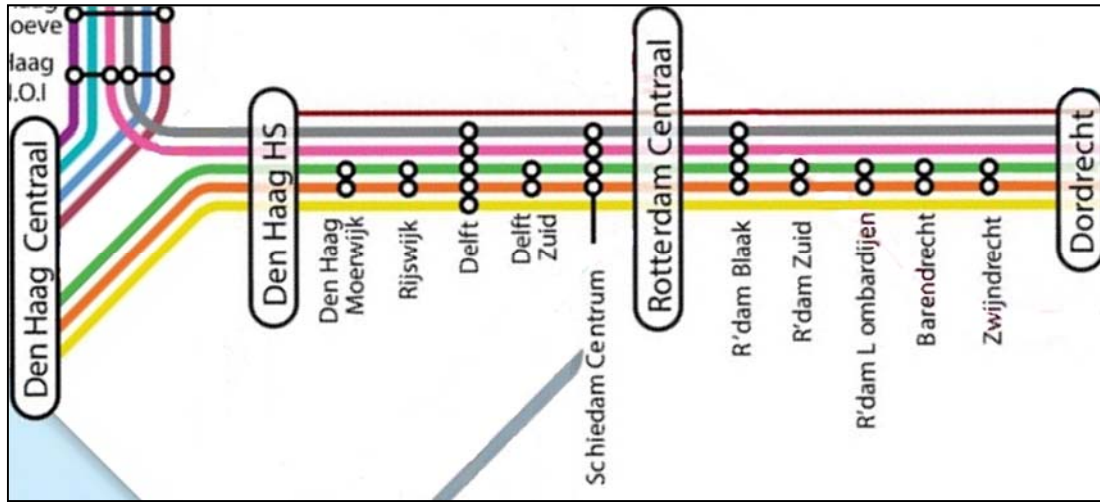 oeve
Haag
Den Haag Centraal
Den Haag HS
Den Haag
Moerwijk
Rijswijk
Delft
Delft
Zuid
Schiedam Centrum
Rotterdam Centraal
R'dam Blaak
R'dam Zuid
R'dam L ombardijen
Barendrecht
Zwijndrecht
Dordrecht